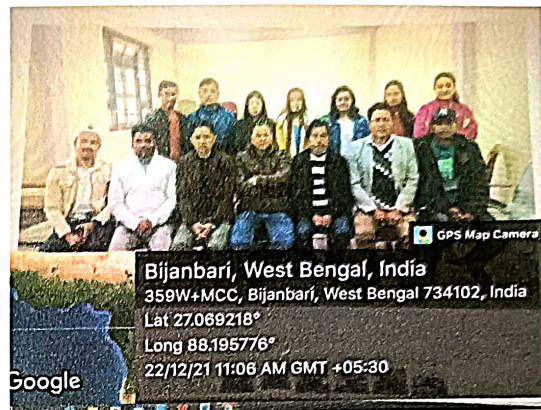 GPS Map Camera
Bijanbari, West Bengal, India
359W+MCC, Bijanbari, West Bengal 734102, India
Lat 27.069218°
Long 88.195776°
22/12/21 11:06 AM GMT +05:30
Google